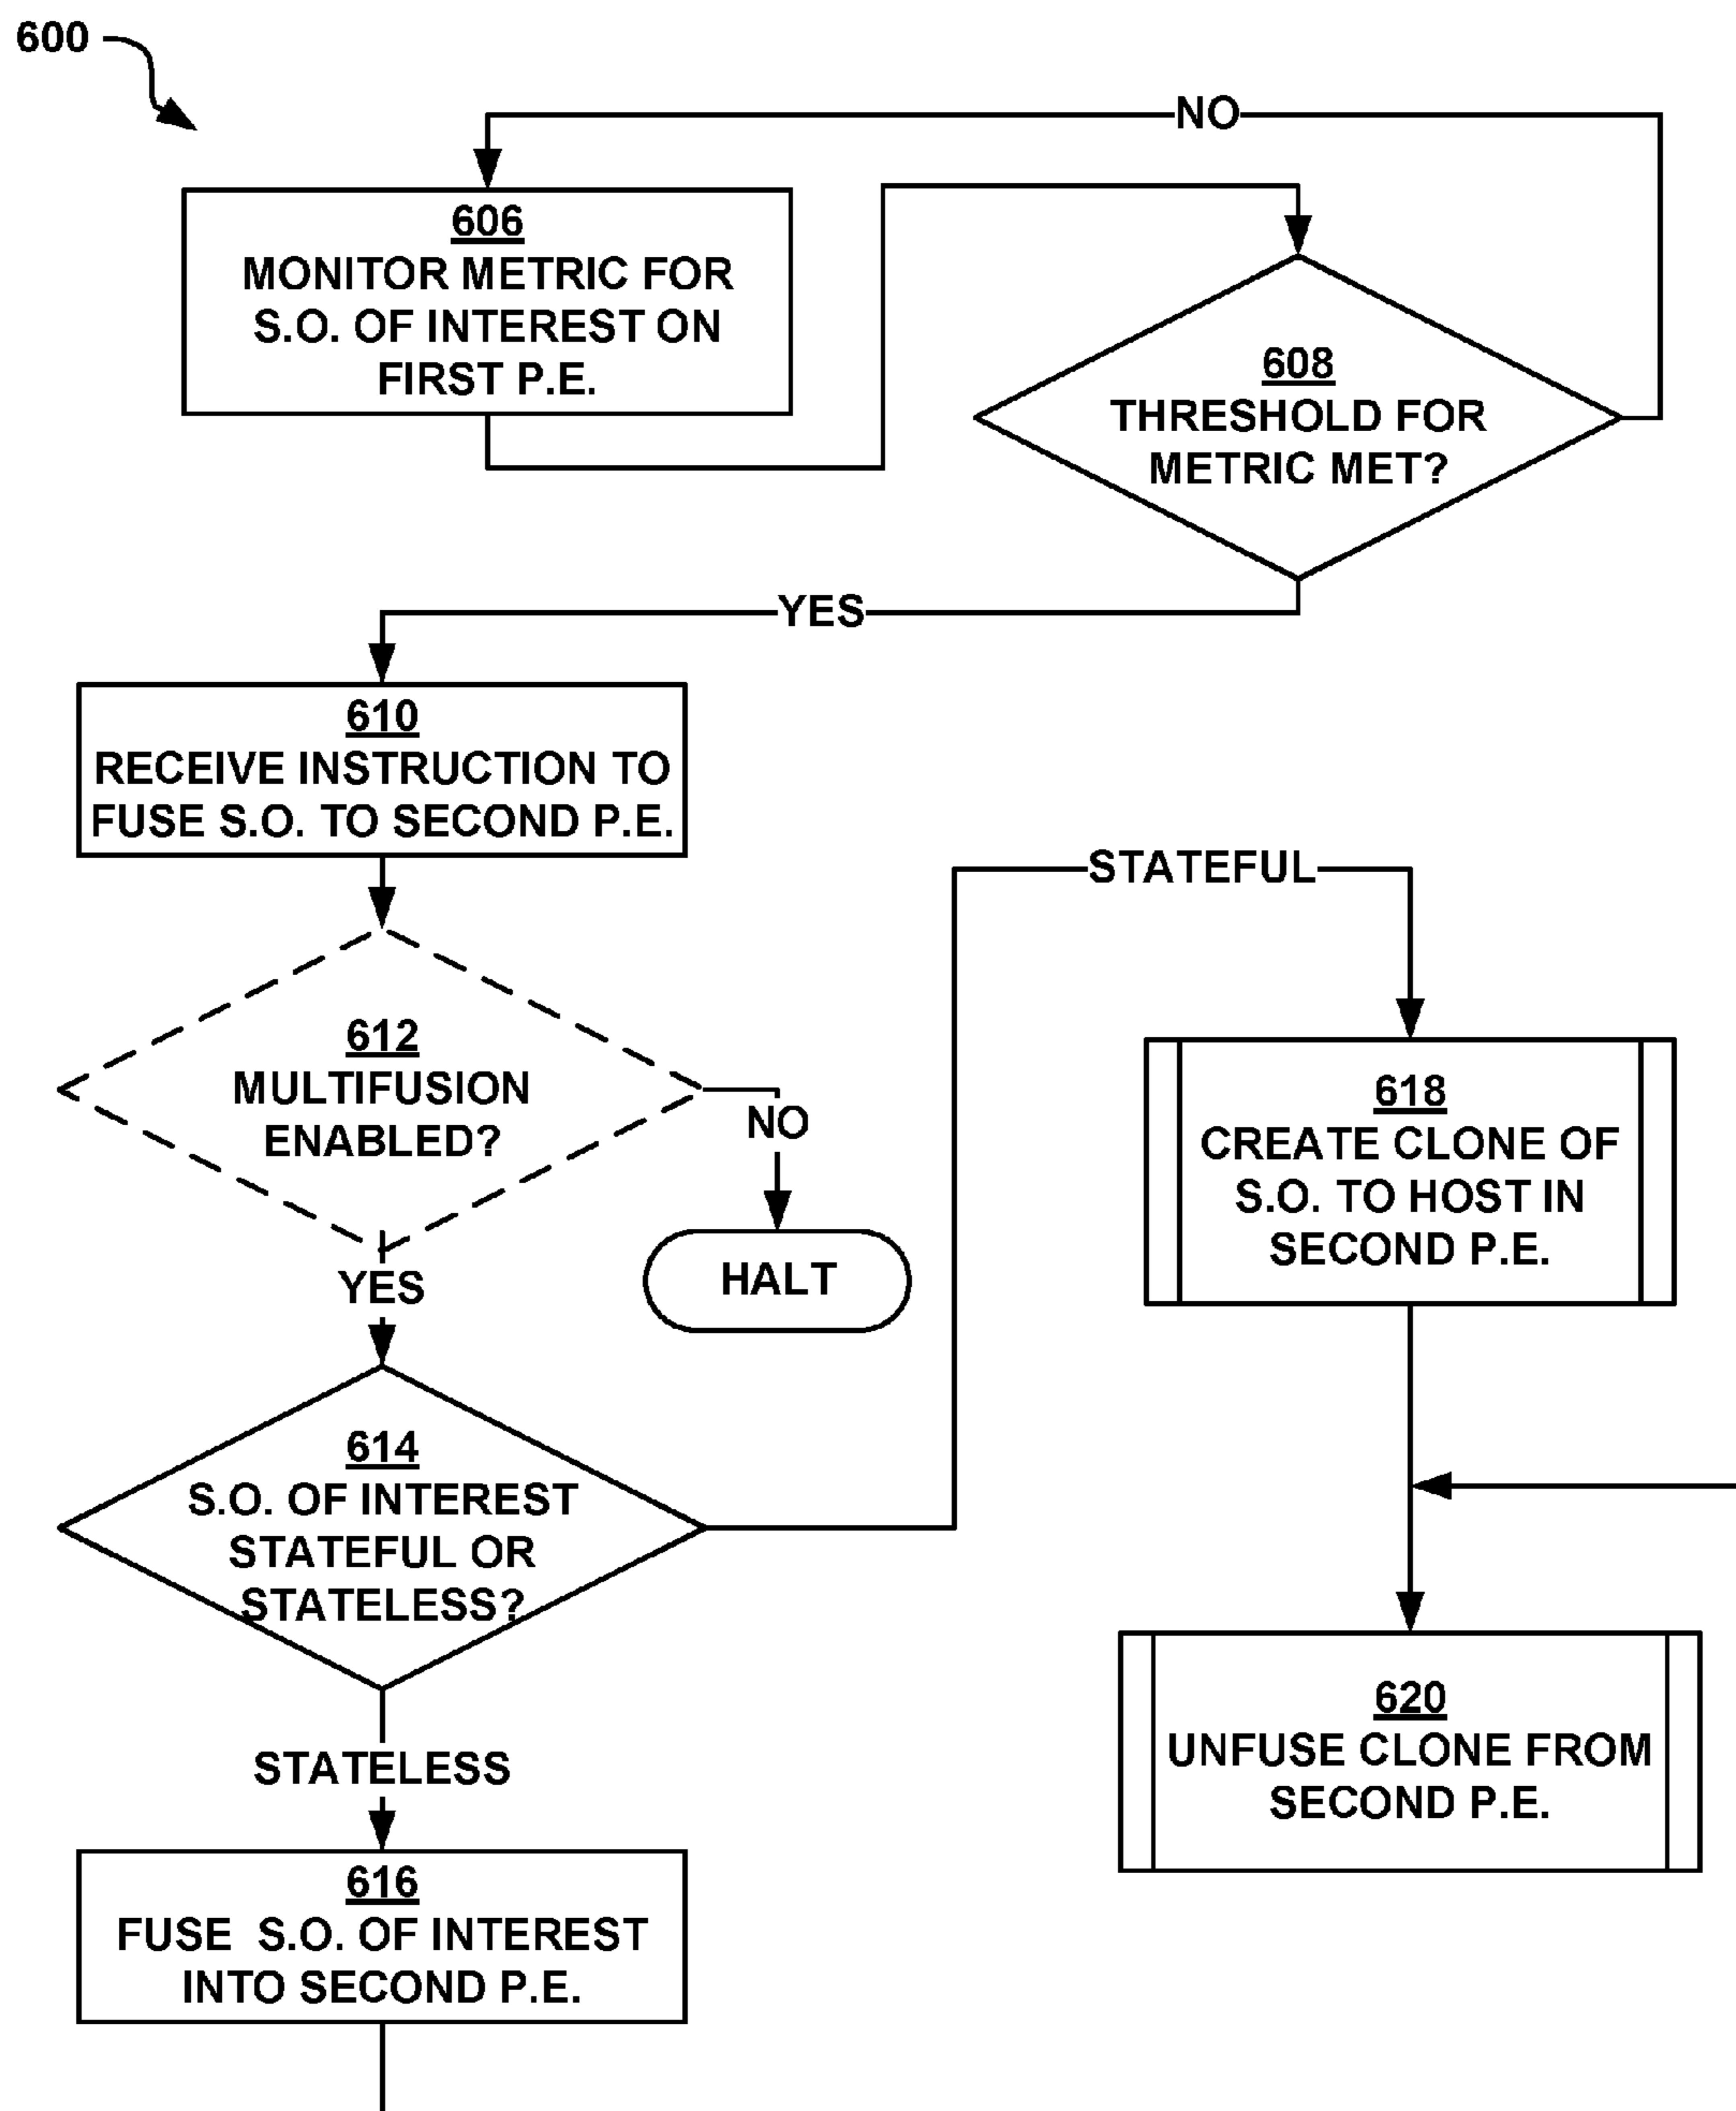 600
NO
606
MONITOR METRIC FOR
S.O. OF INTEREST ON
FIRST P.E.
608
THRESHOLD FOR
METRIC MET?
YES
610
RECEIVE INSTRUCTION TO
FUSE S.O. TO SECOND P.E.
612
MULTIFUSION
ENABLED?
NO
HALT
YES
614
S.O. OF INTEREST
STATEFUL OR
STATELESS?
STATEFUL
618
CREATE CLONE OF
S.O. TO HOST IN
SECOND P.E.
620
UNFUSE CLONE FROM
SECOND P.E.
STATELESS
616
FUSE S.O. OF INTEREST
INTO SECOND P.E.